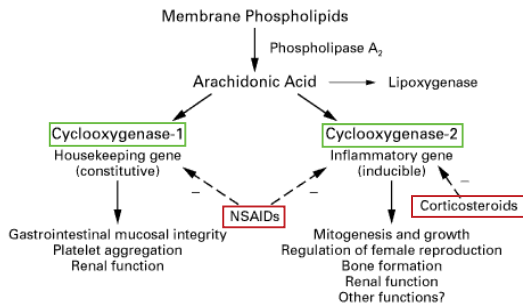 Membrane Phospholipids
Phospholipase A₂
Arachidonic Acid
Lipoxygenase
Cyclooxygenase-1
Housekeeping gene
(constitutive)
Cyclooxygenase-2
Inflammatory gene
(inducible)
–
–
–
NSAIDs
Corticosteroids
Gastrointestinal mucosal integrity
Platelet aggregation
Renal function
Mitogenesis and growth
Regulation of female reproduction
Bone formation
Renal function
Other functions?